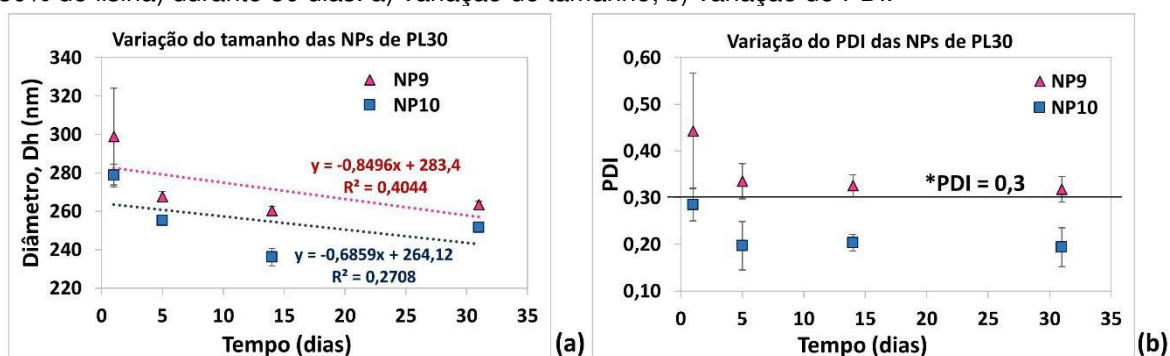 30% de lisina) durante 30 dias: a) variação do tamanho; b) variação do PDI.
Variação do tamanho das NPs de PL30
340
320
300
280
260
240
220
Diâmetro, Dh (nm)
NP9
NP10
y = -0,8496x + 283,4
R² = 0,4044
y = -0,6859x + 264,12
R² = 0,2708
0 5 10 15 20 25 30 35
Tempo (dias)
(a)
Variação do PDI das NPs de PL30
0,60
0,50
0,40
0,30
0,20
0,10
PDI
NP9
NP10
*PDI = 0,3
0 5 10 15 20 25 30 35
Tempo (dias)
(b)